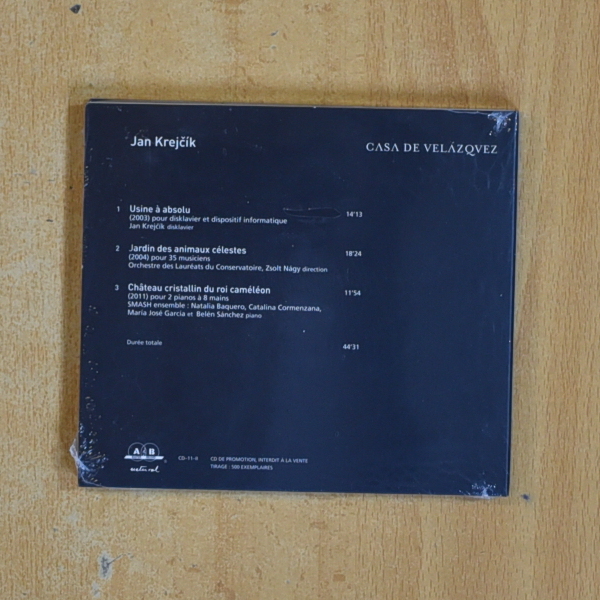 Jan Krejčík
CASA DE VELÁZQVEZ
1 Usine à absolu 14'13
(2003) pour disklavier et dispositif informatique
Jan Krejčík disklavier
2 Jardin des animaux célestes 18'24
(2004) pour 35 musiciens
Orchestre des Lauréats du Conservatoire, Zsolt Nágy direction
3 Château cristallin du roi caméléon 11'54
(2011) pour 2 pianos à 8 mains
SMASH ensemble : Natalia Baquero, Catalina Cormenzana,
María José García et Belén Sánchez piano
Durée totale 44'31
A&B
natural
CD-11-H
CD DE PROMOTION, INTERDIT À LA VENTE
TIRAGE : 500 EXEMPLAIRES